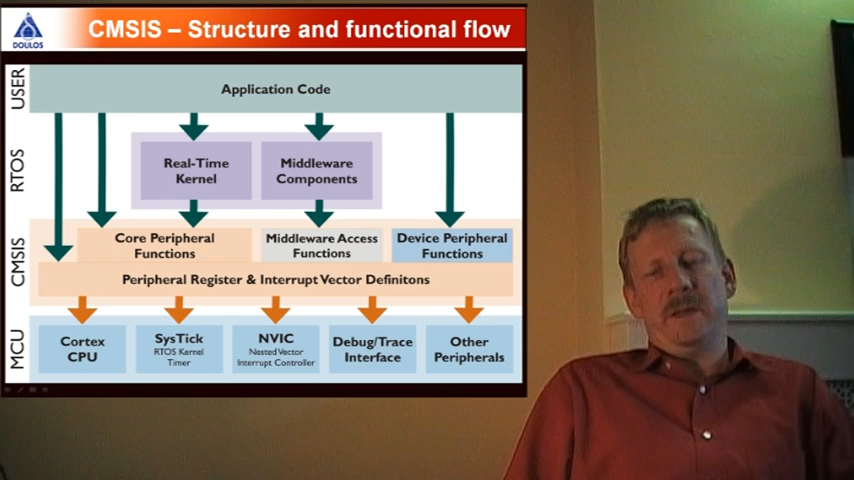 DOULOS
CMSIS – Structure and functional flow
USER
Application Code
RTOS
Real-Time
Kernel
Middleware
Components
CMSIS
Core Peripheral
Functions
Middleware Access
Functions
Device Peripheral
Functions
Peripheral Register & Interrupt Vector Definitons
MCU
Cortex
CPU
SysTick
RTOS Kernel
Timer
NVIC
Nested Vector
Interrupt Controller
Debug/Trace
Interface
Other
Peripherals